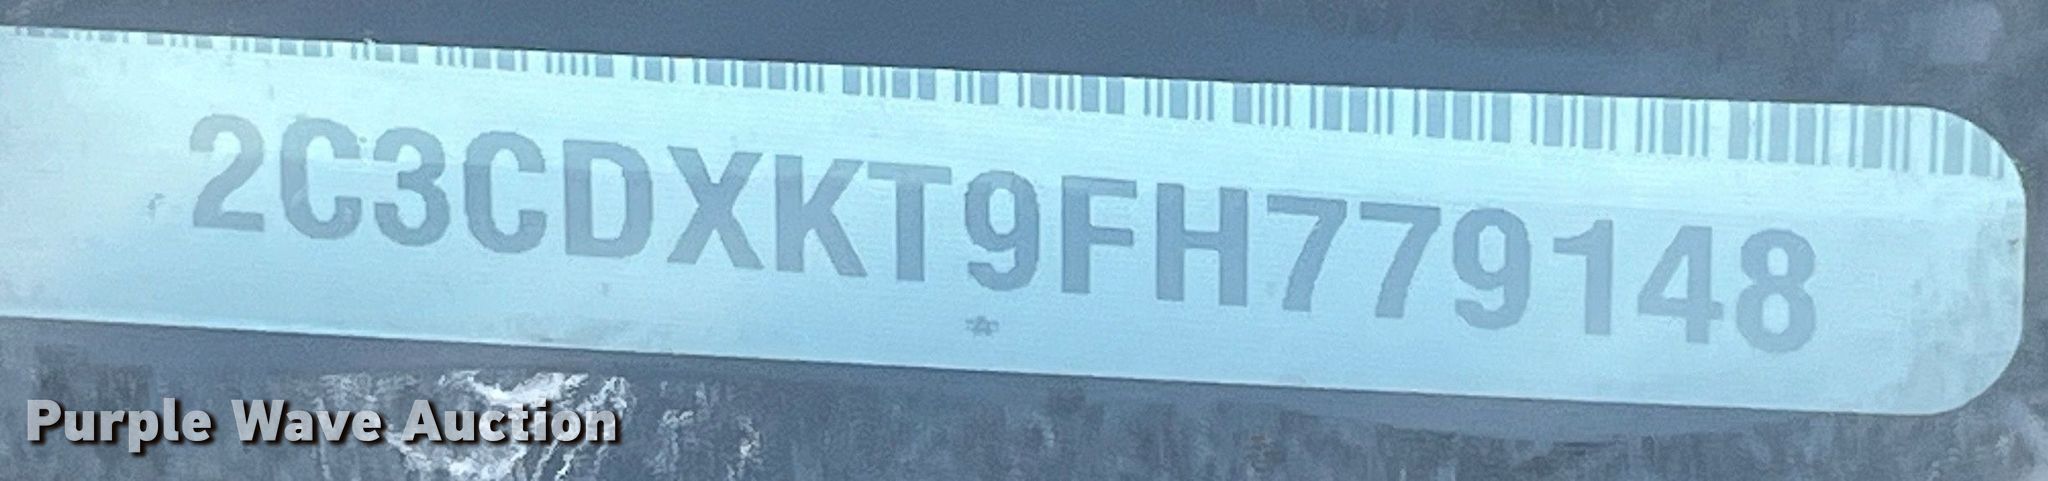 2C3CDXKT9FH779148
Purple Wave Auction